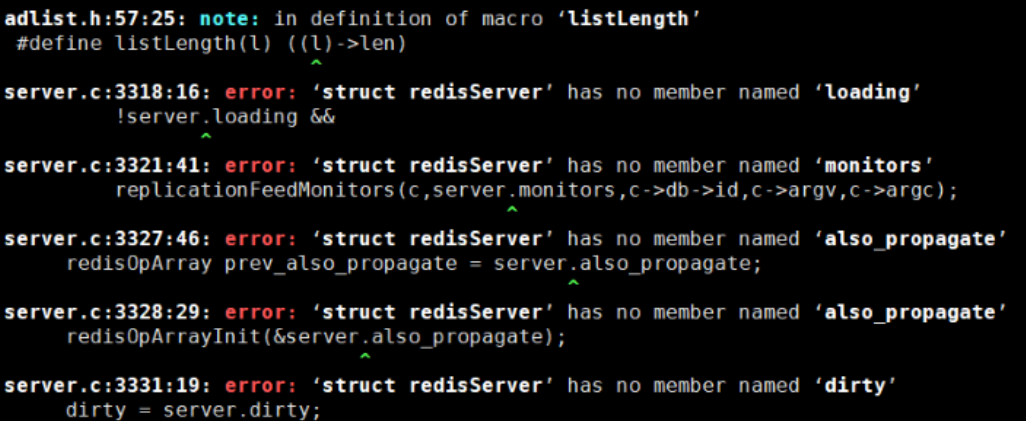 adlist.h:57:25: note: in definition of macro ‘listLength’
#define listLength(l) ((l)->len)
^
server.c:3318:16: error: ‘struct redisServer’ has no member named ‘loading’
!server.loading &&
^
server.c:3321:41: error: ‘struct redisServer’ has no member named ‘monitors’
replicationFeedMonitors(c,server.monitors,c->db->id,c->argv,c->argc);
^
server.c:3327:46: error: ‘struct redisServer’ has no member named ‘also_propagate’
redisOpArray prev_also_propagate = server.also_propagate;
^
server.c:3328:29: error: ‘struct redisServer’ has no member named ‘also_propagate’
redisOpArrayInit(&server.also_propagate);
^
server.c:3331:19: error: ‘struct redisServer’ has no member named ‘dirty’
dirty = server.dirty;